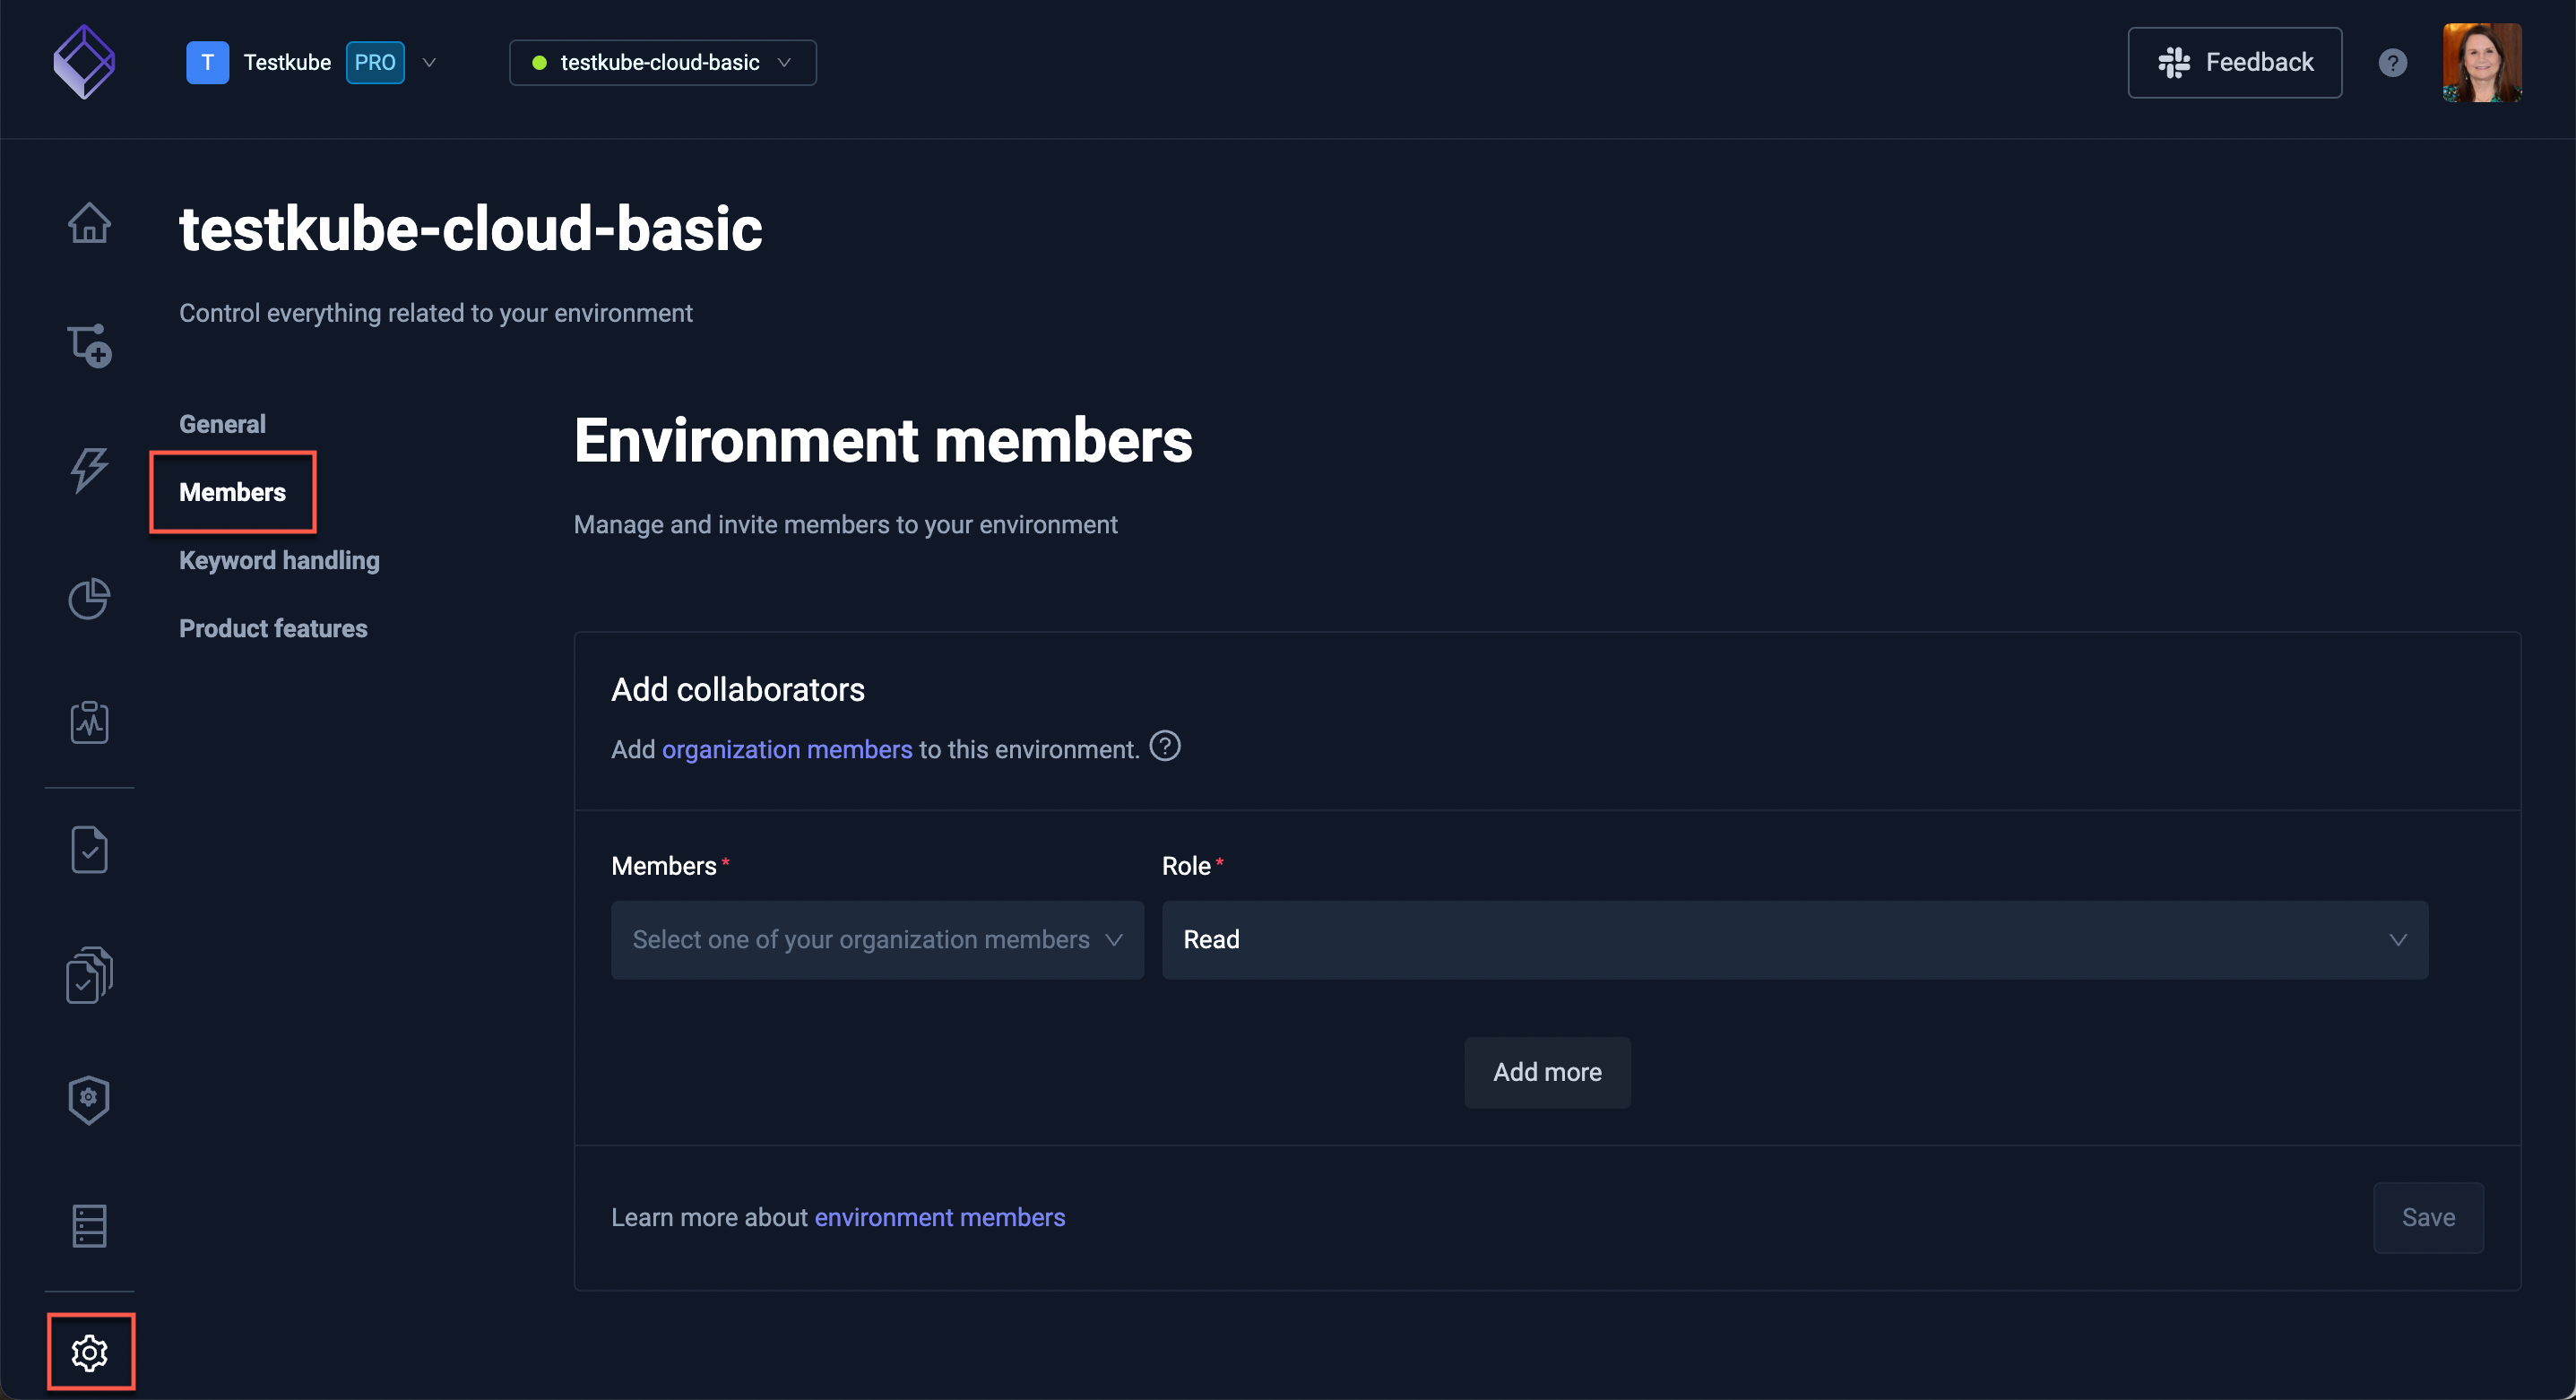 T Testkube PRO
testkube-cloud-basic
Feedback
?
testkube-cloud-basic
Control everything related to your environment
General
Members
Keyword handling
Product features
Environment members
Manage and invite members to your environment
Add collaborators
Add organization members to this environment. ?
Members*
Role*
Select one of your organization members
Read
Add more
Learn more about environment members
Save